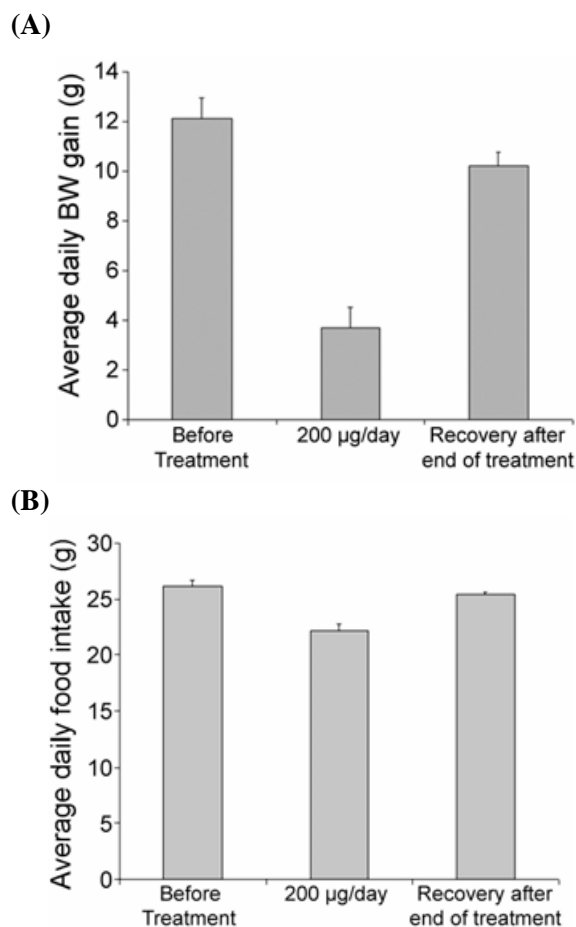 (A)
Average daily BW gain (g)
14
12
10
8
6
4
2
0
Before
Treatment
200 µg/day
Recovery after
end of treatment
(B)
Average daily food intake (g)
30
25
20
15
10
5
0
Before
Treatment
200 µg/day
Recovery after
end of treatment